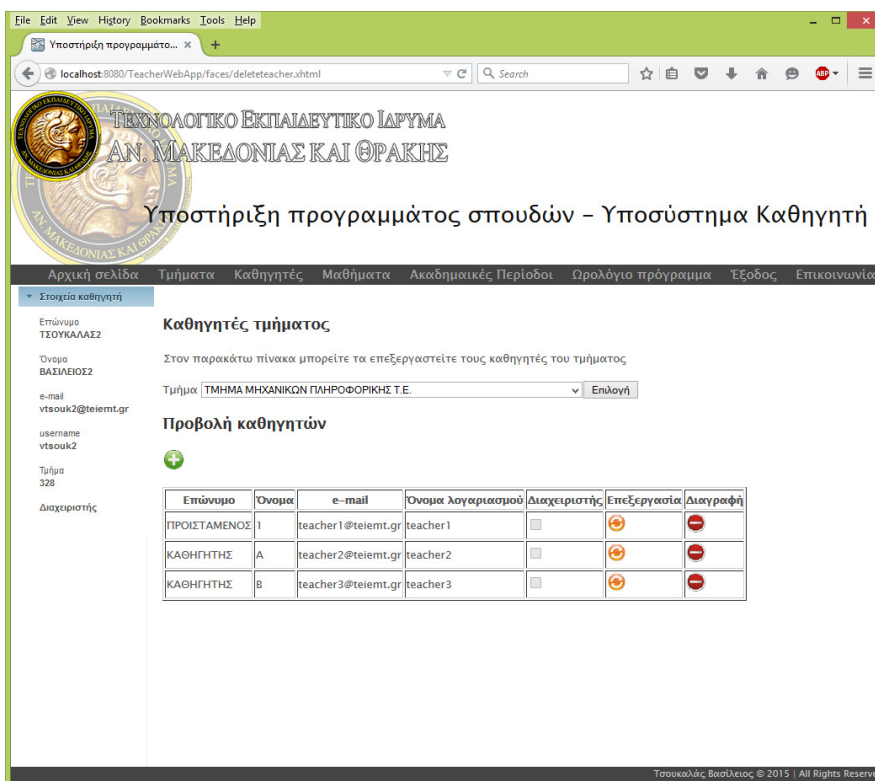 File Edit View History Bookmarks Tools Help
Υποστήριξη προγραμμάτο... × +
localhost:8080/TeacherWebApp/faces/deleteteacher.xhtml Search ABP
ΤΕΧΝΟΛΟΓΙΚΟ ΕΚΠΑΙΔΕΥΤΙΚΟ ΙΔΡΥΜΑ
ΑΝ. ΜΑΚΕΔΟΝΙΑΣ ΚΑΙ ΘΡΑΚΗΣ
Υποστήριξη προγραμμάτος σπουδών – Υποσύστημα Καθηγητή
Αρχική σελίδα Τμήματα Καθηγητές Μαθήματα Ακαδημαικές Περίοδοι Ωρολόγιο πρόγραμμα Έξοδος Επικοινωνία
Στοιχεία καθηγητή
Επώνυμο
ΤΣΟΥΚΑΛΑΣ2
Όνομα
ΒΑΣΙΛΕΙΟΣ2
e-mail
vtsouk2@teiemt.gr
username
vtsouk2
Τμήμα
328
Διαχειριστής
Καθηγητές τμήματος
Στον παρακάτω πίνακα μπορείτε τα επεξεργαστείτε τους καθηγητές του τμήματος
Τμήμα ΤΜΗΜΑ ΜΗΧΑΝΙΚΩΝ ΠΛΗΡΟΦΟΡΙΚΗΣ Τ.Ε. Επιλογή
Προβολή καθηγητών
Επώνυμο Όνομα e-mail Όνομα λογαριασμού Διαχειριστής Επεξεργασία Διαγραφή
ΠΡΟΙΣΤΑΜΕΝΟΣ 1 teacher1@teiemt.gr teacher1
ΚΑΘΗΓΗΤΗΣ Α teacher2@teiemt.gr teacher2
ΚΑΘΗΓΗΤΗΣ Β teacher3@teiemt.gr teacher3
Τσουκαλάς Βασίλειος © 2015 | All Rights Reserve